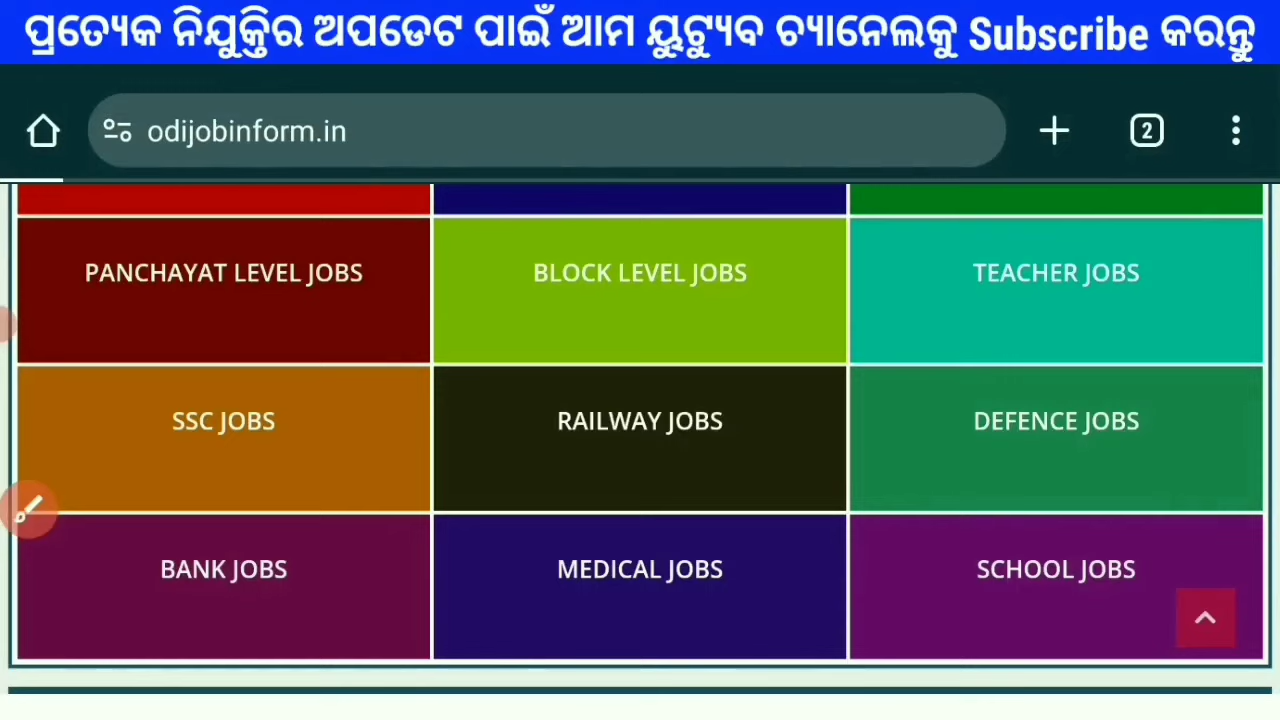 ପ୍ରତ୍ୟେକ ନିଯୁକ୍ତିର ଅପଡେଟ ପାଇଁ ଆମ ୟୁଟ୍ୟୁବ ଚ୍ୟାନେଲକୁ Subscribe କରନ୍ତୁ
odijobinform.in
2
PANCHAYAT LEVEL JOBS
BLOCK LEVEL JOBS
TEACHER JOBS
SSC JOBS
RAILWAY JOBS
DEFENCE JOBS
BANK JOBS
MEDICAL JOBS
SCHOOL JOBS